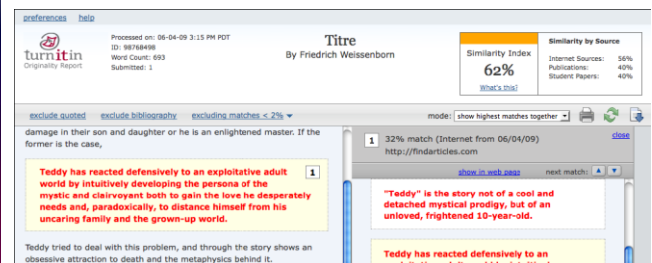 preferences help
turnitin
Originality Report
Processed on: 06-04-09 3:15 PM PDT
ID: 98768498
Word Count: 693
Submitted: 1
Titre
By Friedrich Weissenborn
Similarity Index
62%
What's this?
Similarity by Source
Internet Sources: 56%
Publications: 40%
Student Papers: 40%
exclude quoted exclude bibliography excluding matches < 2%
mode: show highest matches together
damage in their son and daughter or he is an enlightened master. If the
former is the case,
Teddy has reacted defensively to an exploitative adult
world by intuitively developing the persona of the
mystic and clairvoyant both to gain the love he desperately
needs and, paradoxically, to distance himself from his
uncaring family and the grown-up world.
1
Teddy tried to deal with this problem, and through the story shows an
obsessive attraction to death and the metaphysics behind it.
1 32% match (Internet from 06/04/09)
http://findarticles.com
close
show in web page next match:
"Teddy" is the story not of a cool and
detached mystical prodigy, but of an
unloved, frightened 10-year-old.
Teddy has reacted defensively to an